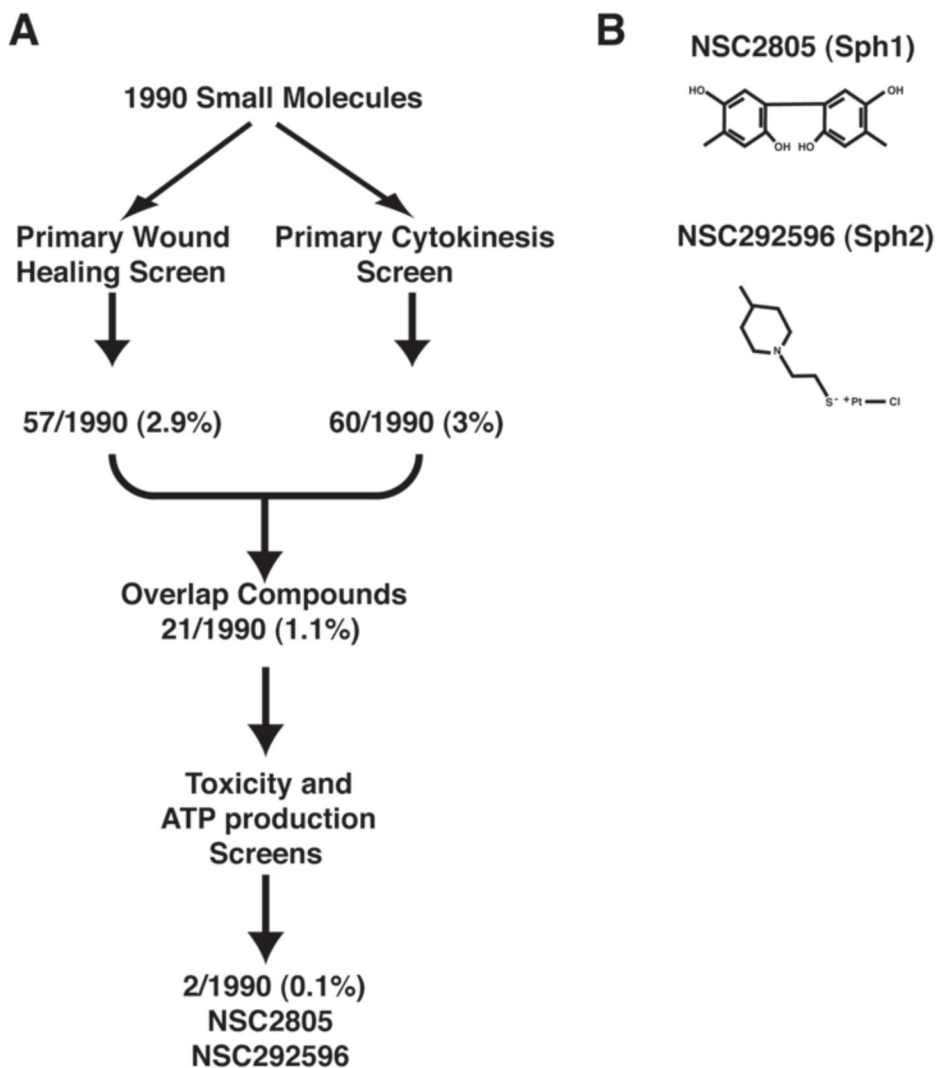 A
1990 Small Molecules
Primary Wound
Healing Screen
Primary Cytokinesis
Screen
57/1990 (2.9%)
60/1990 (3%)
Overlap Compounds
21/1990 (1.1%)
Toxicity and
ATP production
Screens
2/1990 (0.1%)
NSC2805
NSC292596
B
NSC2805 (Sph1)
HO
OH
OH HO
NSC292596 (Sph2)
N
S- +Pt Cl